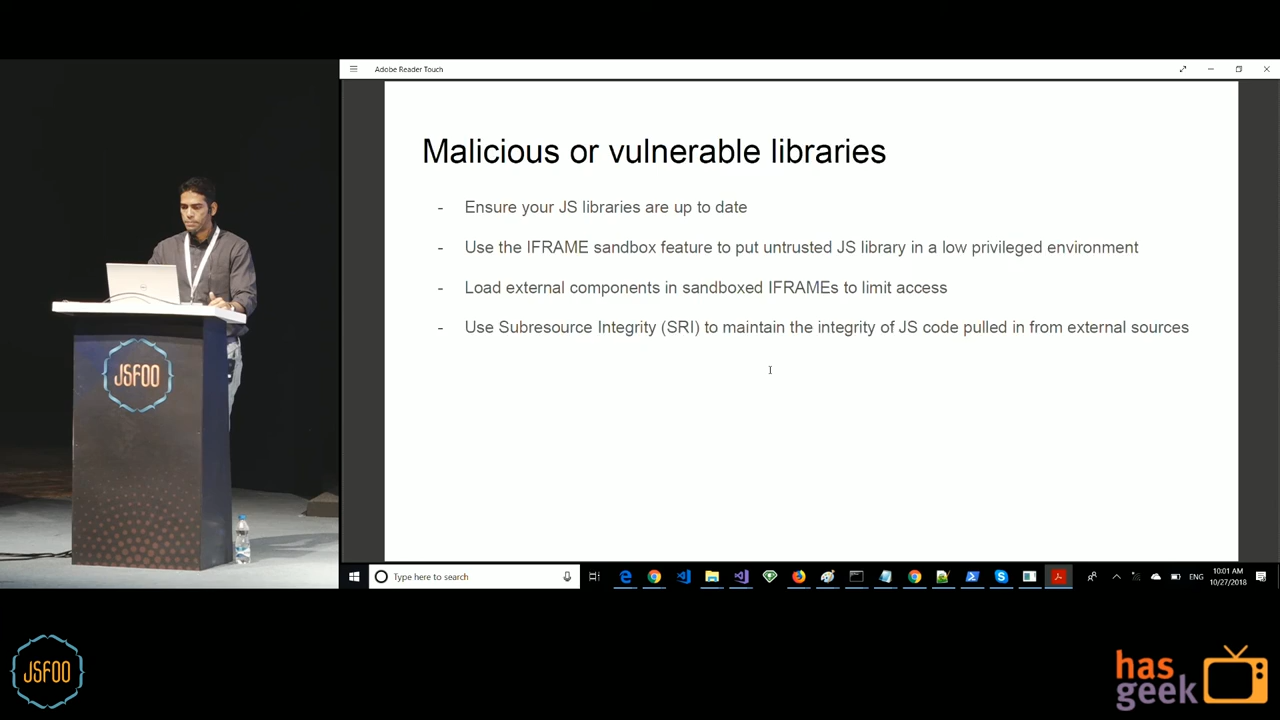 Adobe Reader Touch
Malicious or vulnerable libraries
- Ensure your JS libraries are up to date
- Use the IFRAME sandbox feature to put untrusted JS library in a low privileged environment
- Load external components in sandboxed IFRAMEs to limit access
- Use Subresource Integrity (SRI) to maintain the integrity of JS code pulled in from external sources
JSFOO
Type here to search
ENG
10:01 AM
10/27/2018
JSFOO
has
geek